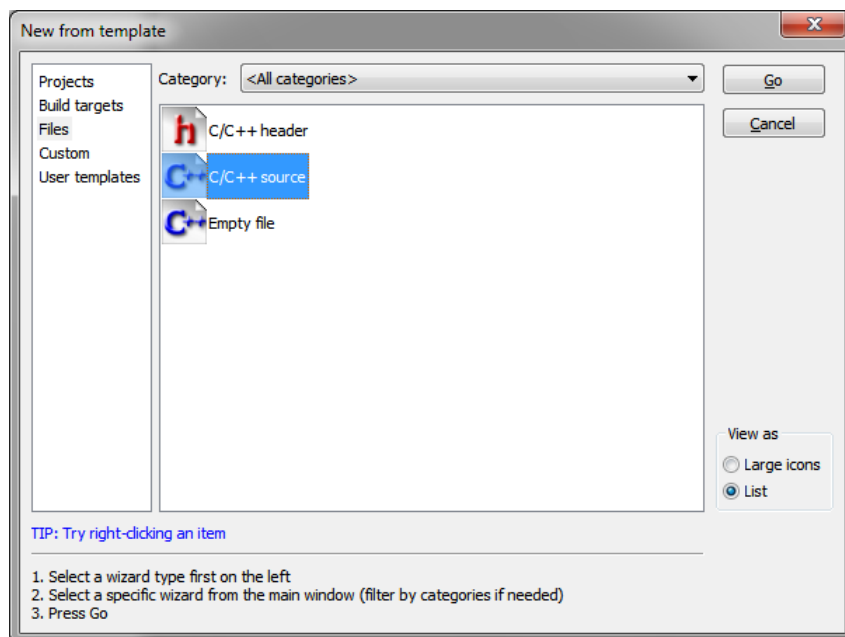 New from template
Projects
Build targets
Files
Custom
User templates
Category: <All categories>
h C/C++ header
C++ C/C++ source
C++ Empty file
Go
Cancel
View as
Large icons
List
TIP: Try right-clicking an item
1. Select a wizard type first on the left
2. Select a specific wizard from the main window (filter by categories if needed)
3. Press Go